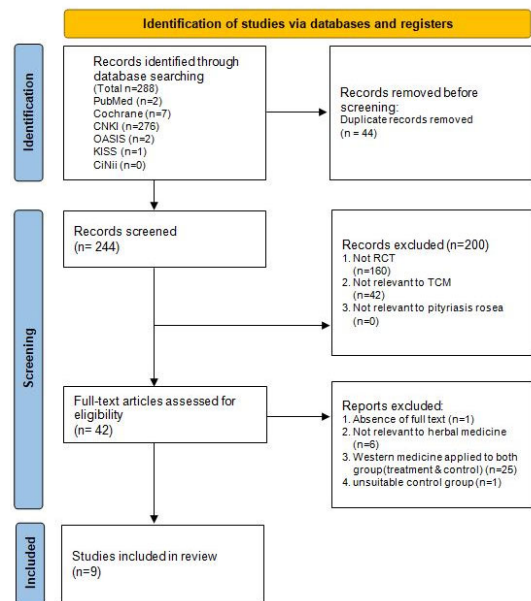 Identification of studies via databases and registers
Identification
Records identified through
database searching
(Total n=288)
PubMed (n=2)
Cochrane (n=7)
CNKI (n=276)
OASIS (n=2)
KISS (n=1)
CiNii (n=0)
Records removed before
screening:
Duplicate records removed
(n = 44)
Screening
Records screened
(n= 244)
Records excluded (n=200)
1. Not RCT
(n=160)
2. Not relevant to TCM
(n=42)
3. Not relevant to pityriasis rosea
(n=0)
Full-text articles assessed for
eligibility
(n= 42)
Reports excluded:
1. Absence of full text (n=1)
2. Not relevant to herbal medicine
(n=6)
3. Western medicine applied to both
group(treatment & control) (n=25)
4. unsuitable control group (n=1)
Included
Studies included in review
(n=9)